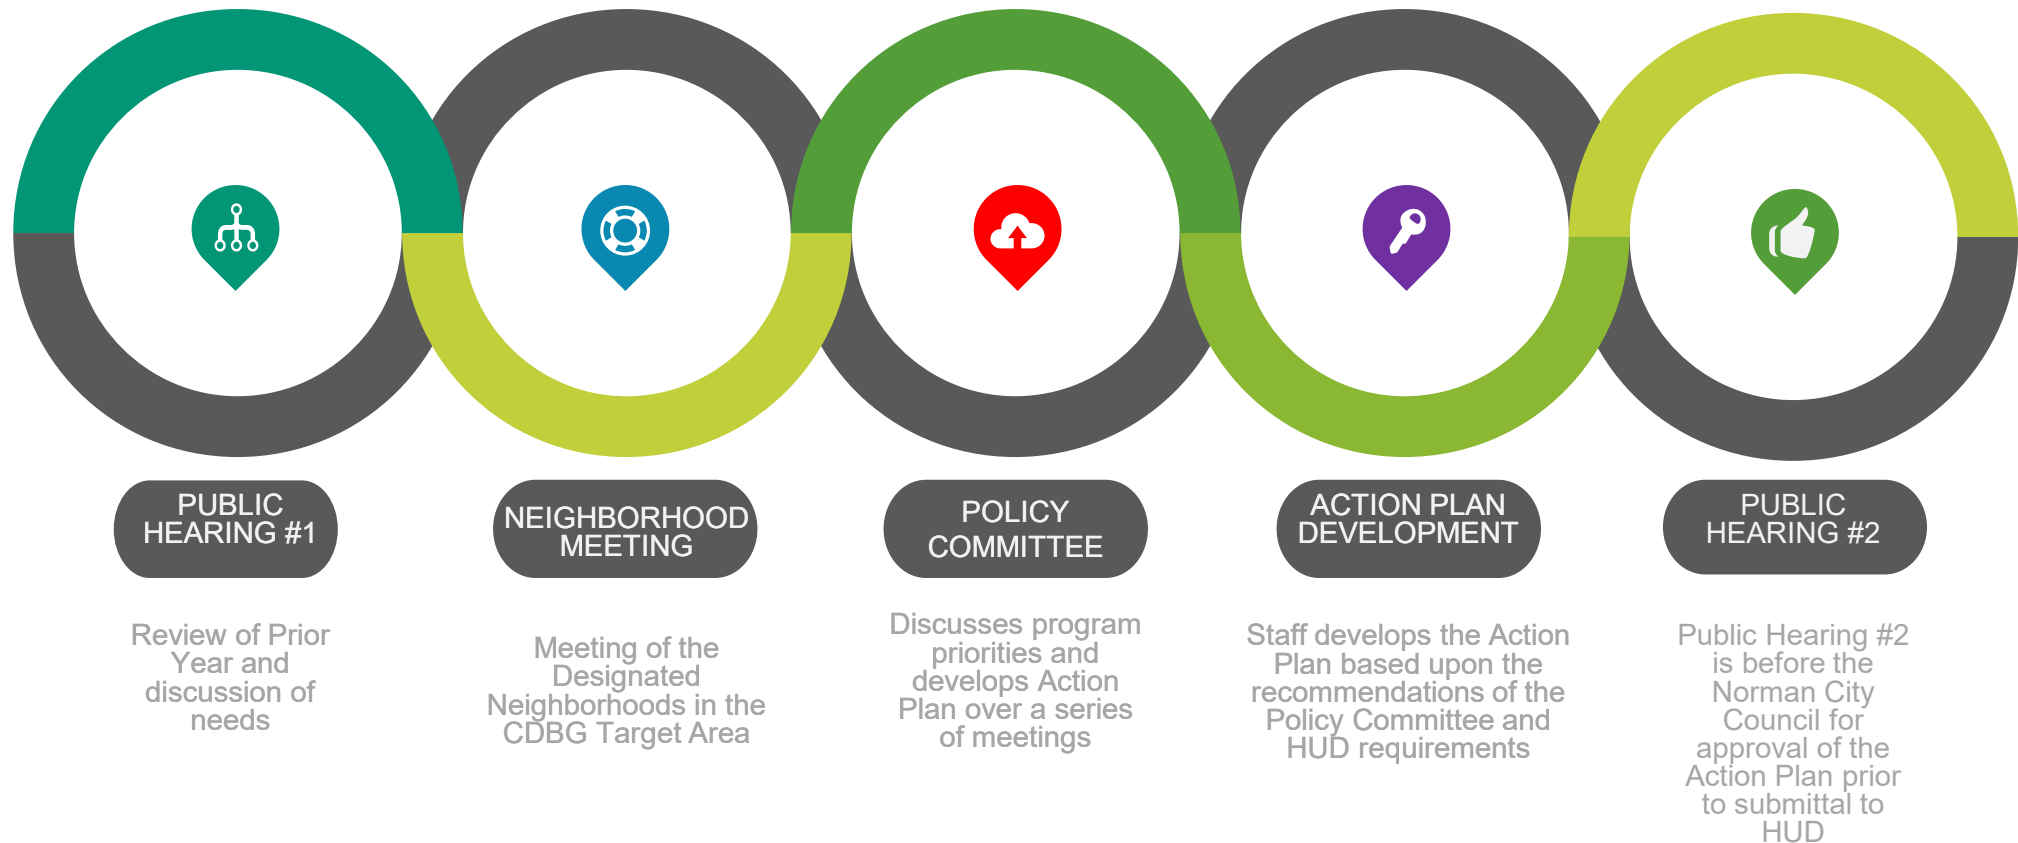 PUBLIC
HEARING #1
Review of Prior
Year and
discussion of
needs
NEIGHBORHOOD
MEETING
Meeting of the
Designated
Neighborhoods in the
CDBG Target Area
POLICY
COMMITTEE
Discusses program
priorities and
develops Action
Plan over a series
of meetings
ACTION PLAN
DEVELOPMENT
Staff develops the Action
Plan based upon the
recommendations of the
Policy Committee and
HUD requirements
PUBLIC
HEARING #2
Public Hearing #2
is before the
Norman City
Council for
approval of the
Action Plan prior
to submittal to
HUD